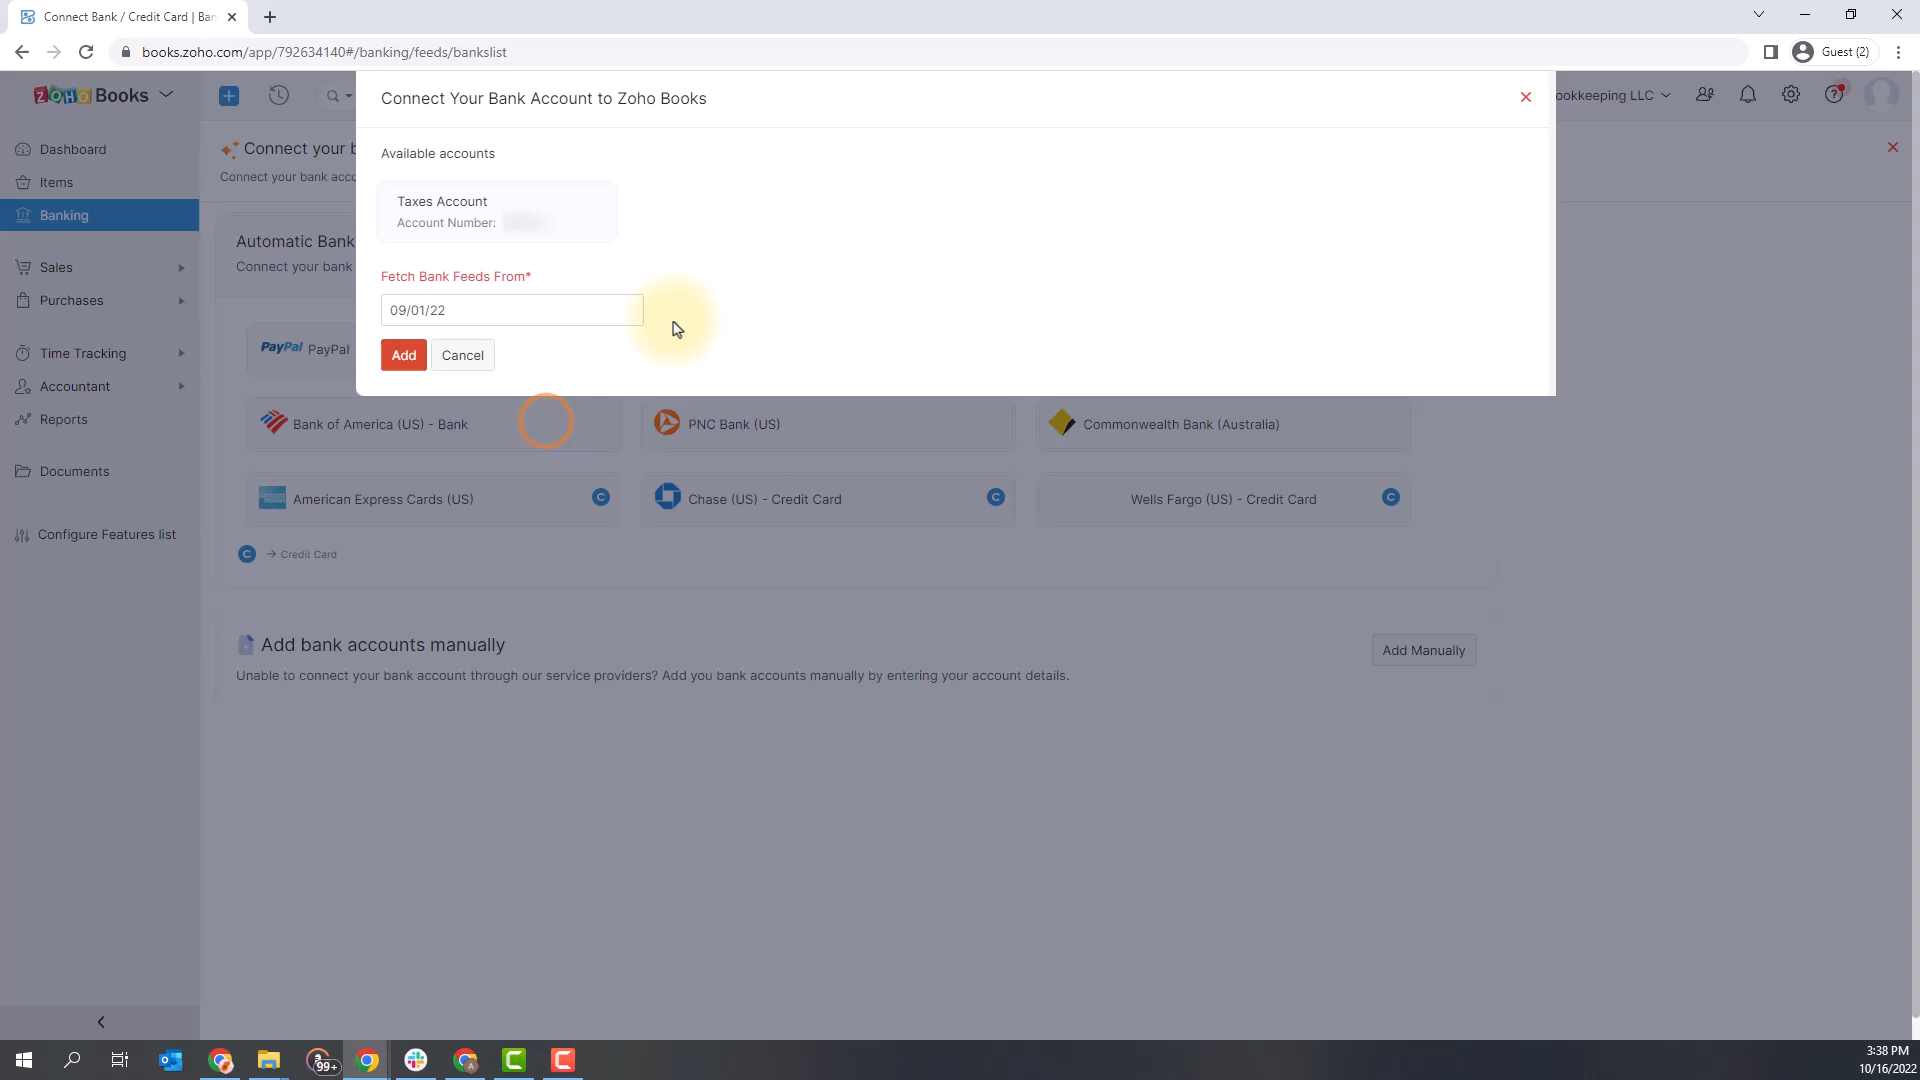 Connect Bank / Credit Card | Ban
books.zoho.com/app/792634140#/banking/feeds/bankslist
Guest (2)
ZOHO Books
Connect Your Bank Account to Zoho Books
ookkeeping LLC
Dashboard
Items
Banking
Sales
Purchases
Time Tracking
Accountant
Reports
Documents
Configure Features list
Connect your b
Connect your bank acco
Available accounts
Taxes Account
Account Number:
Automatic Bank
Connect your bank
Fetch Bank Feeds From*
09/01/22
Add
Cancel
PayPal PayPal
Bank of America (US) - Bank
PNC Bank (US)
Commonwealth Bank (Australia)
American Express Cards (US)
C
Chase (US) - Credit Card
C
Wells Fargo (US) - Credit Card
C
C → Credit Card
Add bank accounts manually
Unable to connect your bank account through our service providers? Add you bank accounts manually by entering your account details.
Add Manually
99+
A
C
C
3:38 PM
10/16/2022